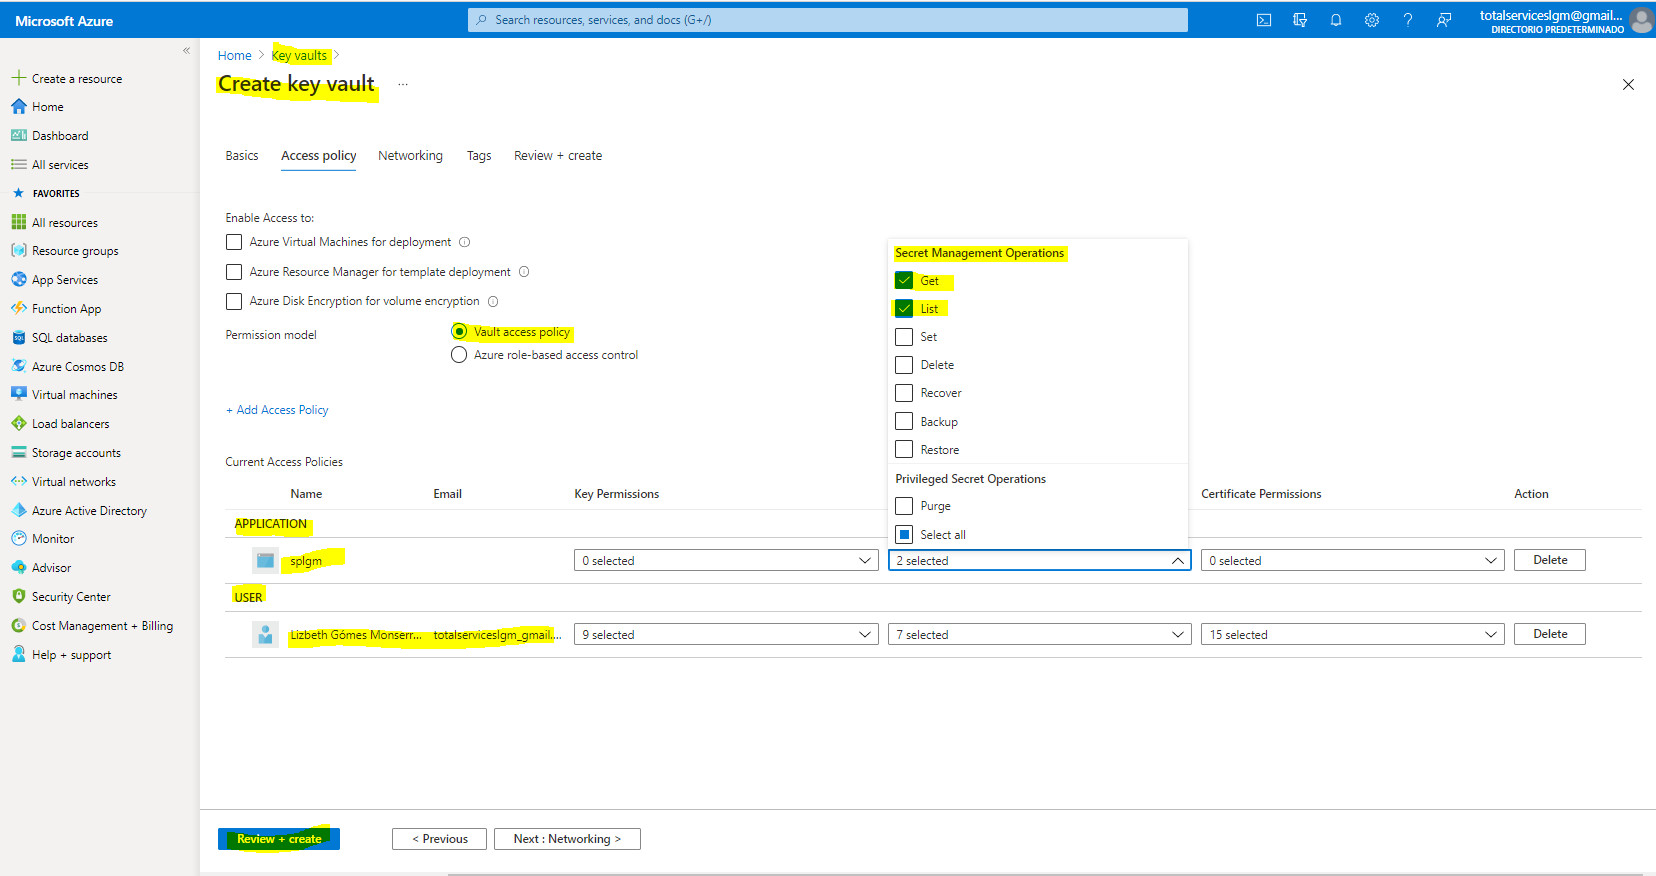 Microsoft Azure
Search resources, services, and docs (G+/)
totalserviceslgm@gmail...
DIRECTORIO PREDETERMINADO
«
Create a resource
Home
Dashboard
All services
FAVORITES
All resources
Resource groups
App Services
Function App
SQL databases
Azure Cosmos DB
Virtual machines
Load balancers
Storage accounts
Virtual networks
Azure Active Directory
Monitor
Advisor
Security Center
Cost Management + Billing
Help + support
Home > Key vaults >
Create key vault ...
Basics Access policy Networking Tags Review + create
Enable Access to:
Azure Virtual Machines for deployment
Azure Resource Manager for template deployment
Azure Disk Encryption for volume encryption
Permission model
Vault access policy
Azure role-based access control
+ Add Access Policy
Secret Management Operations
Get
List
Set
Delete
Recover
Backup
Restore
Privileged Secret Operations
Purge
Select all
Current Access Policies
Name Email Key Permissions Certificate Permissions Action
APPLICATION
splgm 0 selected 2 selected 0 selected Delete
USER
Lizbeth Gómes Monserr... totalserviceslgm_gmail.... 9 selected 7 selected 15 selected Delete
Review + create < Previous Next : Networking >